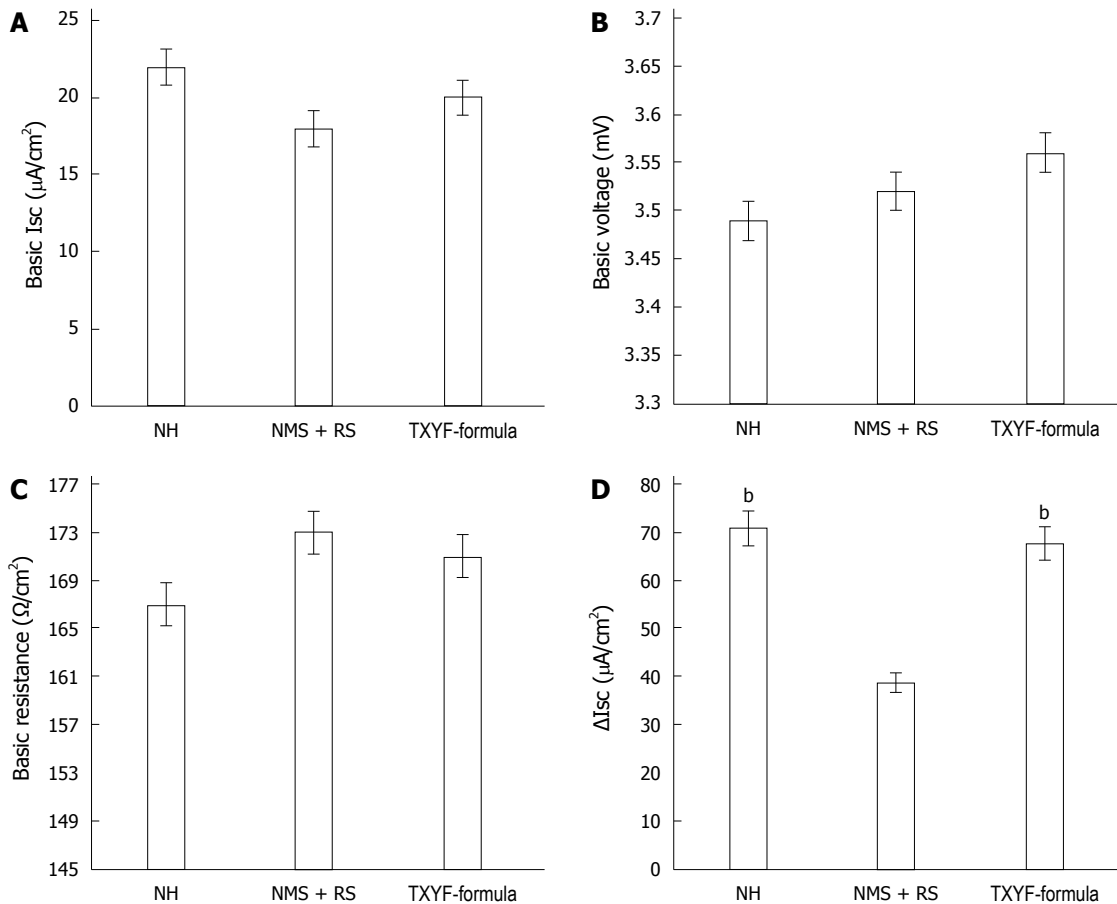 A
Basic Isc (μA/cm²)
25
20
15
10
5
0
NH
NMS + RS
TXYF-formula
B
Basic voltage (mV)
3.7
3.65
3.6
3.55
3.5
3.45
3.4
3.35
3.3
NH
NMS + RS
TXYF-formula
C
Basic resistance (Ω/cm²)
177
173
169
165
161
157
153
149
145
NH
NMS + RS
TXYF-formula
D
ΔIsc (μA/cm²)
80
70
60
50
40
30
20
10
0
b
b
NH
NMS + RS
TXYF-formula